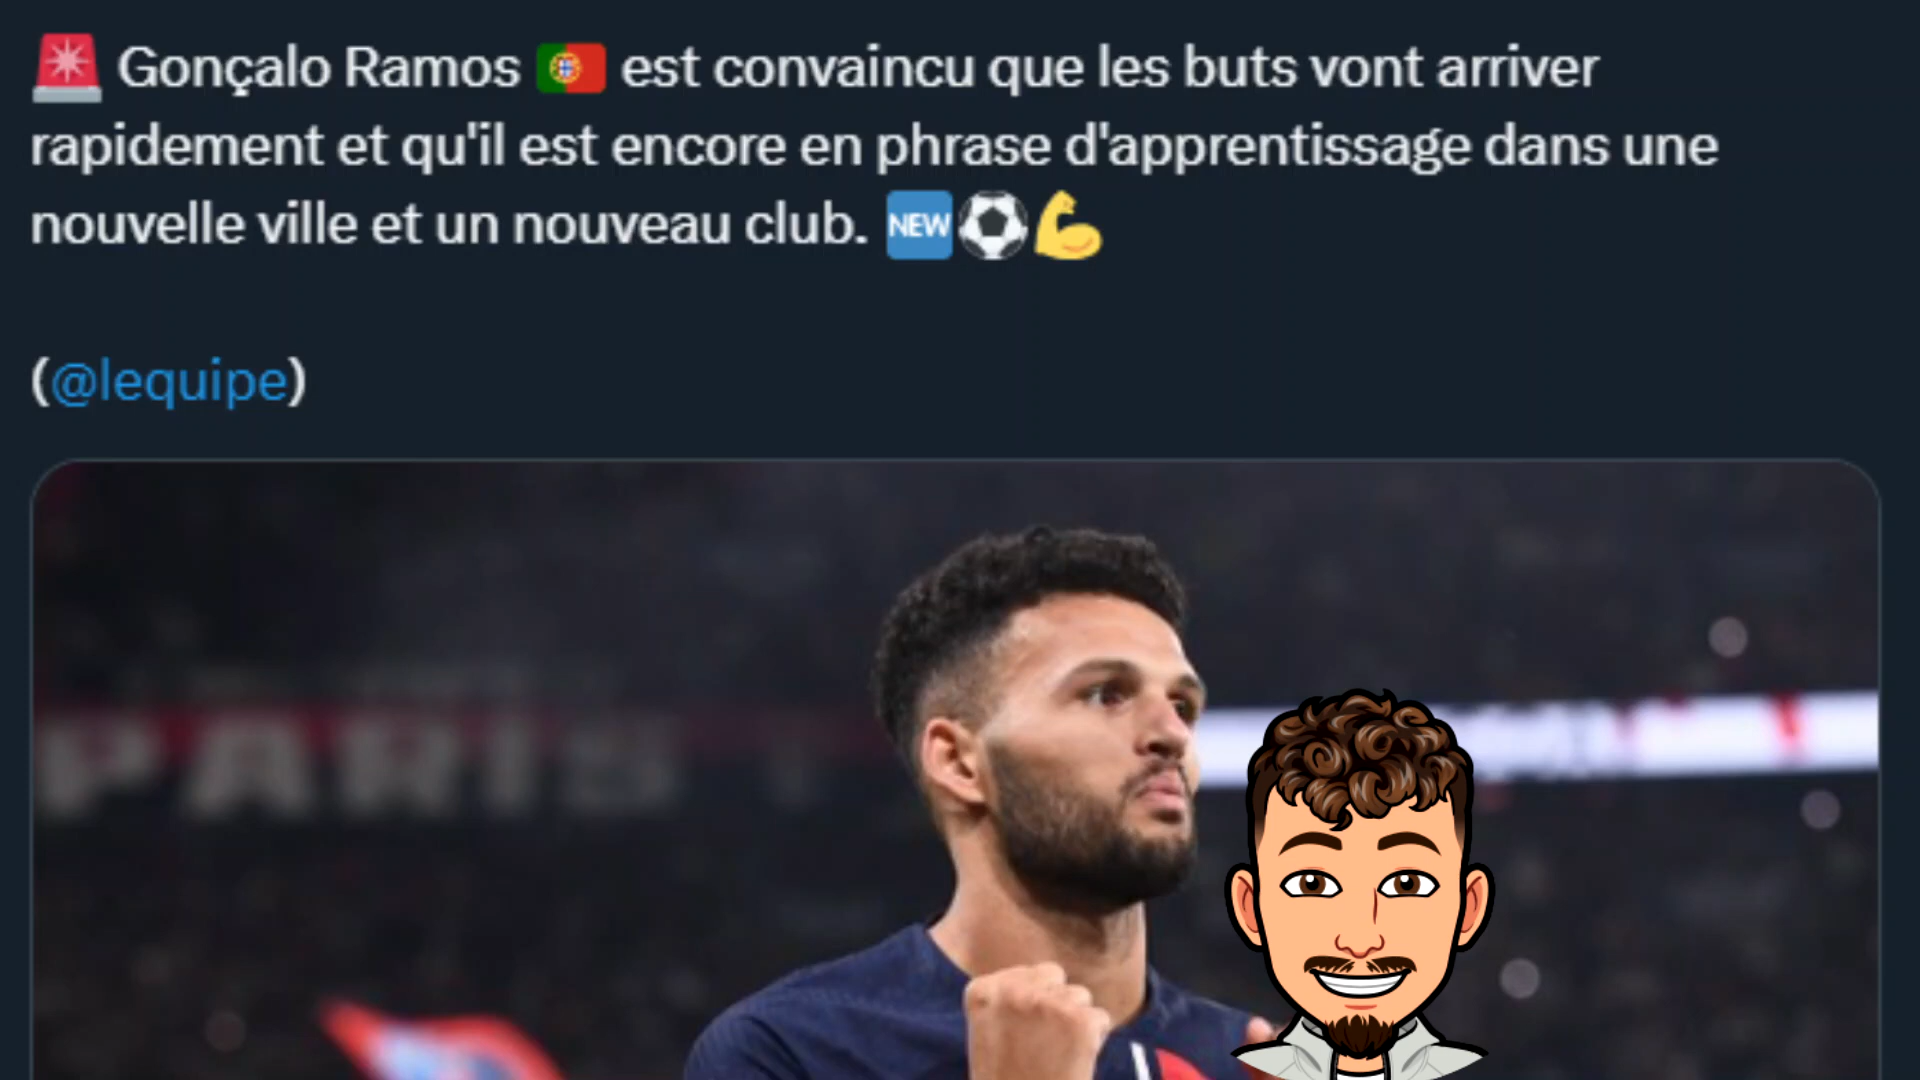 🚨 Gonçalo Ramos 🇵🇹 est convaincu que les buts vont arriver
rapidement et qu'il est encore en phrase d'apprentissage dans une
nouvelle ville et un nouveau club. 🆕⚽💪
(@lequipe)
PARIS